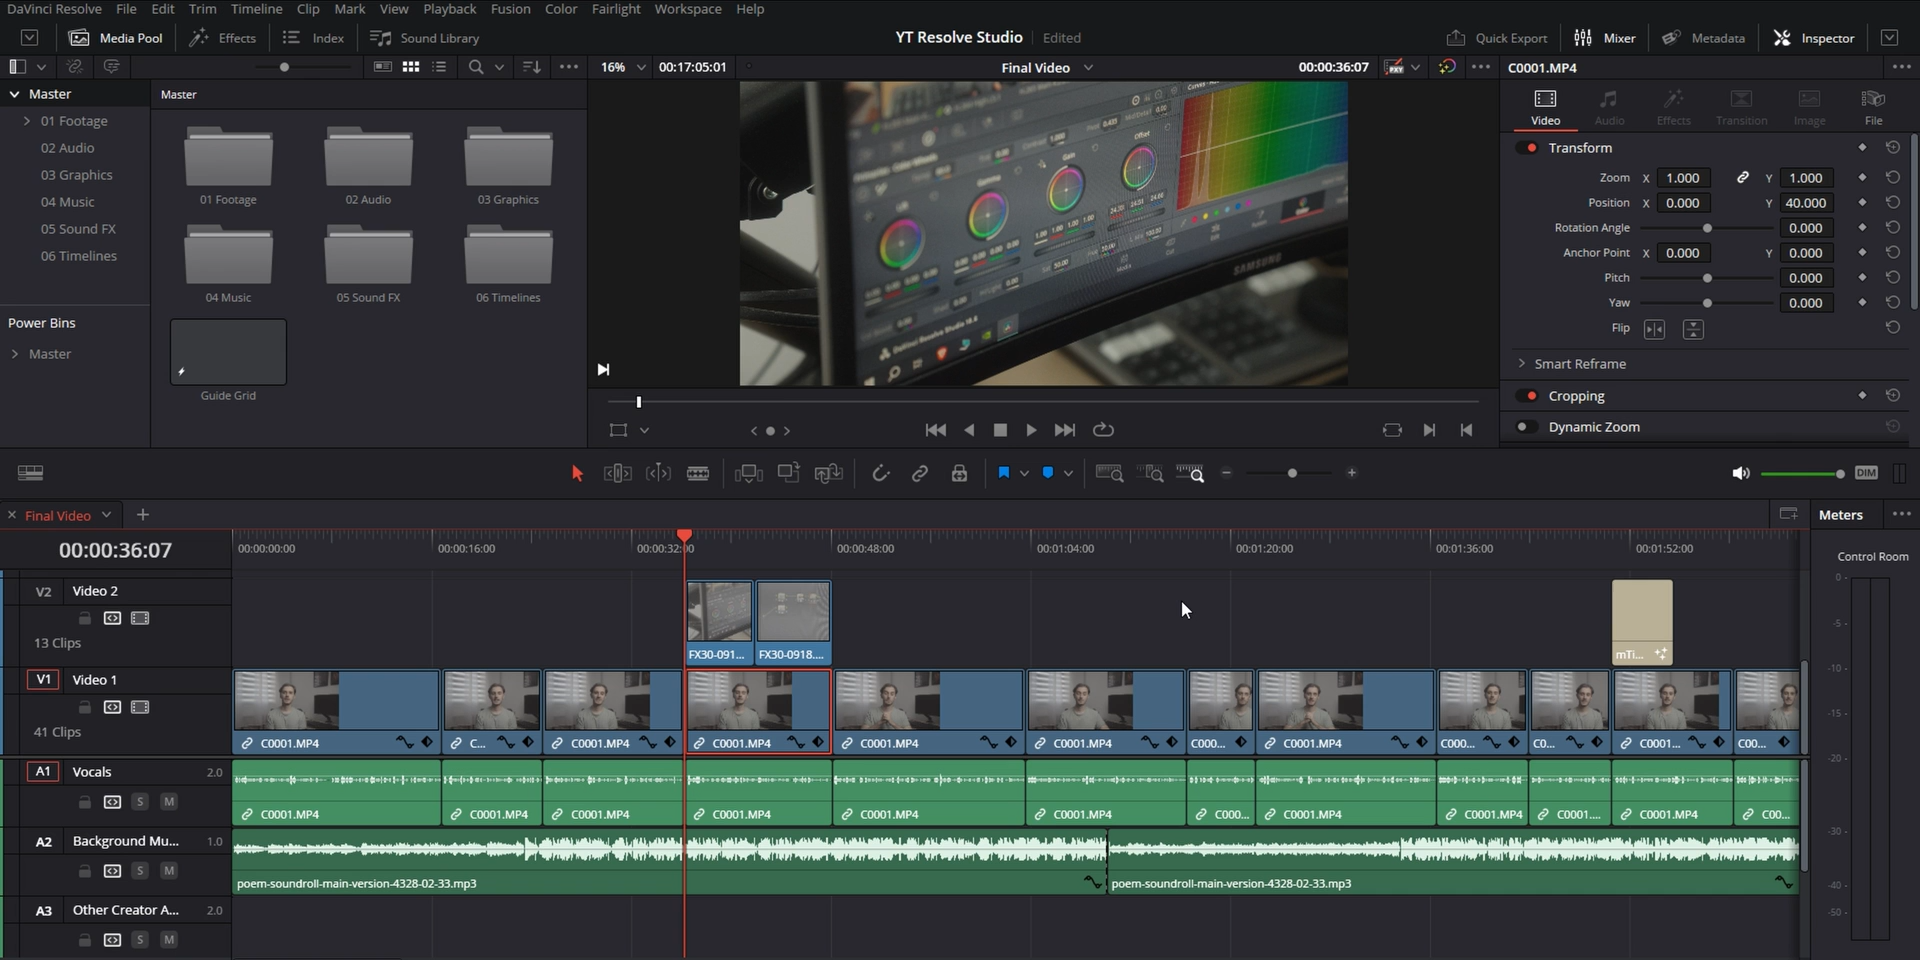 DaVinci Resolve File Edit Trim Timeline Clip Mark View Playback Fusion Color Fairlight Workspace Help
Media Pool Effects Index Sound Library YT Resolve Studio Edited Quick Export Mixer Metadata Inspector
16% 00:17:05:01 Final Video 00:00:36:07 C0001.MP4
Master
01 Footage
02 Audio
03 Graphics
04 Music
05 Sound FX
06 Timelines
Power Bins
Master
Master
01 Footage 02 Audio 03 Graphics
04 Music 05 Sound FX 06 Timelines
Guide Grid
Gain
Offset
Gamma
SAMSUNG
DaVinci Resolve Studio 18.6
Video Audio Effects Transition Image File
Transform
Zoom X 1.000 Y 1.000
Position X 0.000 Y 40.000
Rotation Angle 0.000
Anchor Point X 0.000 Y 0.000
Pitch 0.000
Yaw 0.000
Flip
Smart Reframe
Cropping
Dynamic Zoom
DIM
Final Video
Meters
00:00:36:07
00:00:00:00 00:00:16:00 00:00:32:00 00:00:48:00 00:01:04:00 00:01:20:00 00:01:36:00 00:01:52:00
Control Room
0
-5
-10
-15
-20
-30
-40
-50
V2 Video 2
13 Clips
FX30-091... FX30-0918.... mTi...
V1 Video 1
41 Clips
C0001.MP4 C... C0001.MP4 C0001.MP4 C0001.MP4 C0001.MP4 C000... C0001.MP4 C00... C0... C0001... C00...
A1 Vocals 2.0
S M
C0001.MP4 C0001.MP4 C0001.MP4 C0001.MP4 C0001.MP4 C0001.MP4 C000... C0001.MP4 C0001.MP4 C0001.... C0001.MP4 C00...
A2 Background Mu... 1.0
S M
poem-soundroll-main-version-4328-02-33.mp3 poem-soundroll-main-version-4328-02-33.mp3
A3 Other Creator A... 2.0
S M